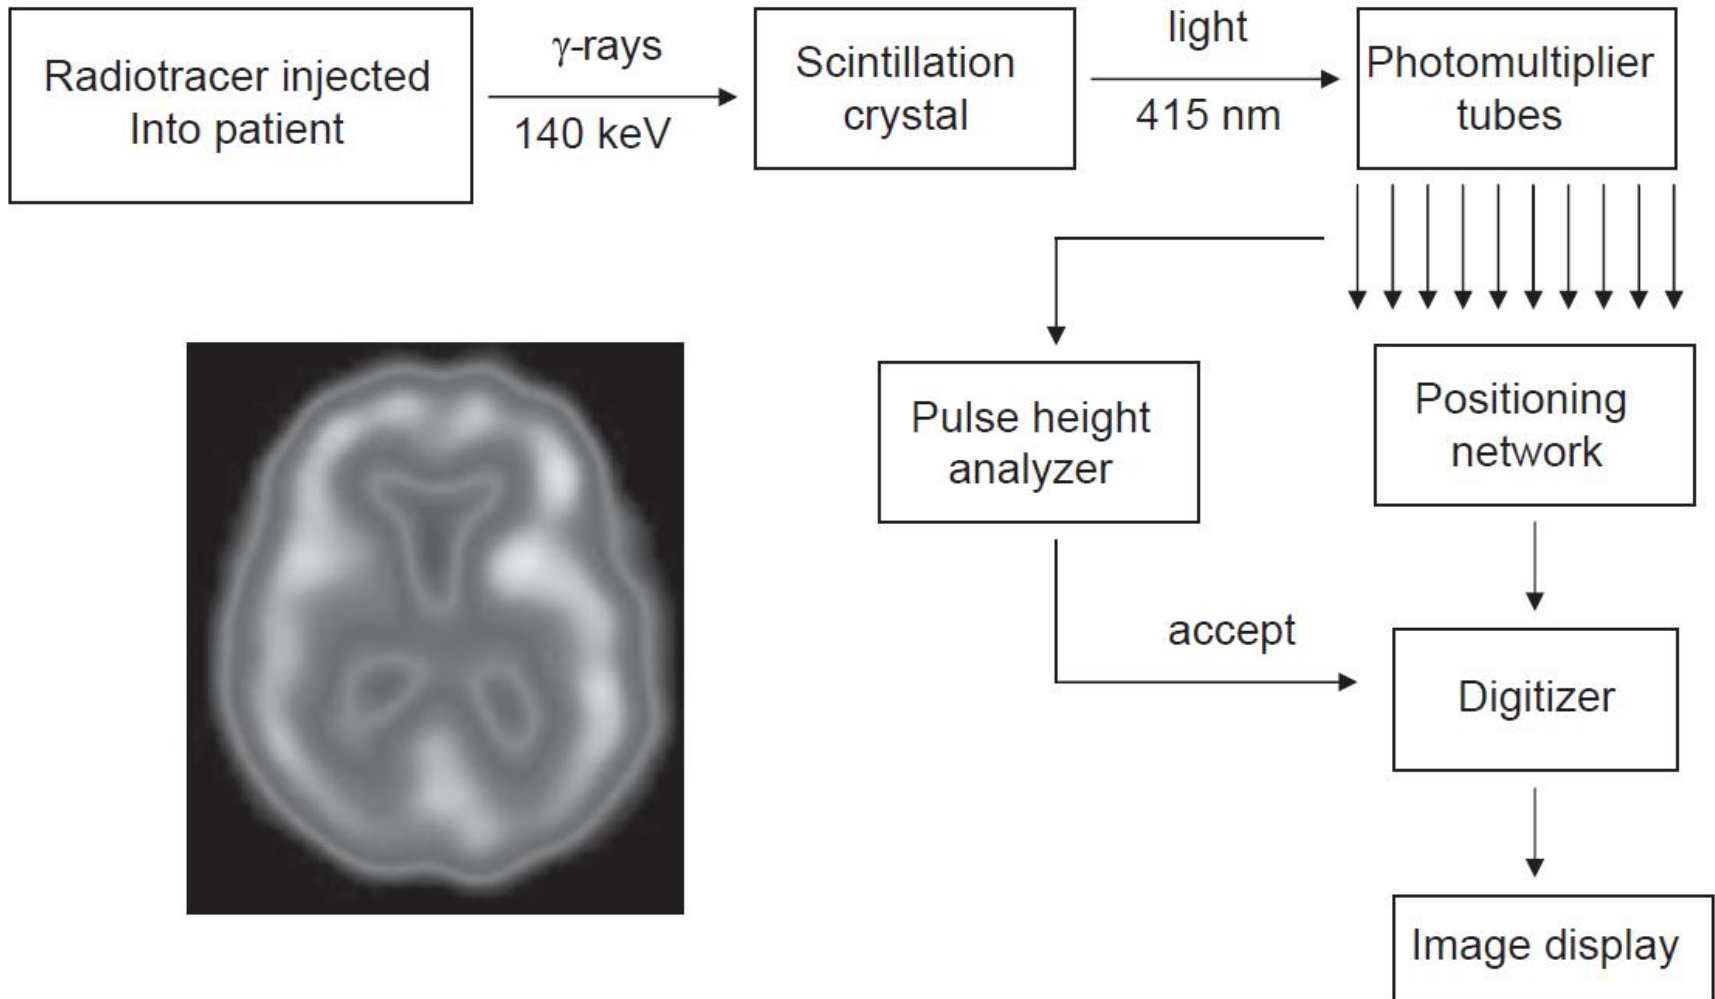 Radiotracer injected
Into patient
γ-rays
140 keV
Scintillation
crystal
light
415 nm
Photomultiplier
tubes
Pulse height
analyzer
Positioning
network
accept
Digitizer
Image display